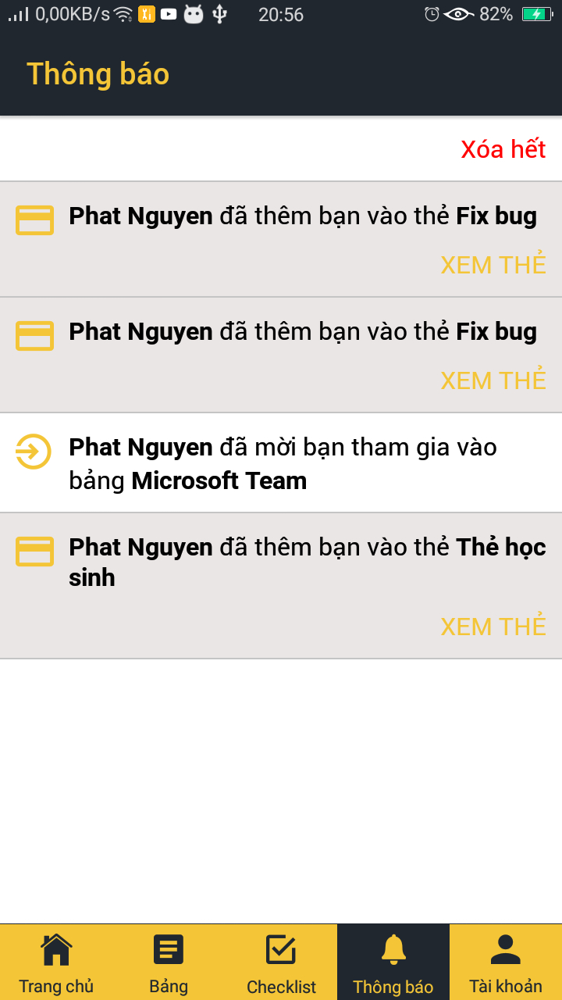 0,00KB/s 20:56 82%
Thông báo
Xóa hết
Phat Nguyen đã thêm bạn vào thẻ Fix bug
XEM THẺ
Phat Nguyen đã thêm bạn vào thẻ Fix bug
XEM THẺ
Phat Nguyen đã mời bạn tham gia vào
bảng Microsoft Team
Phat Nguyen đã thêm bạn vào thẻ Thẻ học
sinh
XEM THẺ
Trang chủ Bảng Checklist Thông báo Tài khoản